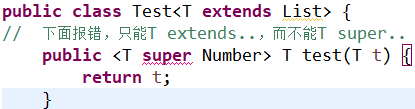 public class Test<T extends List> {
//  下面报错，只能T extends..，而不能T super..
    public <T super Number> T test(T t) {
        return t;
    }